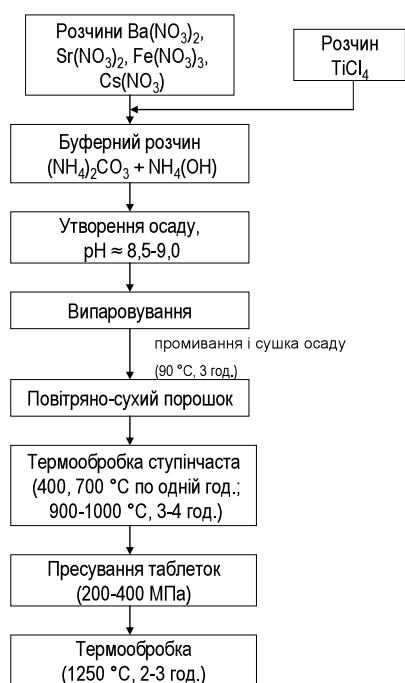 Розчини Ba(NO3)2,
Sr(NO3)2, Fe(NO3)3,
Cs(NO3)
Розчин
TiCl4
Буферний розчин
(NH4)2CO3 + NH4(OH)
Утворення осаду,
pH ≈ 8,5-9,0
Випаровування
промивання і сушка осаду
(90 °C, 3 год.)
Повітряно-сухий порошок
Термообробка ступінчаста
(400, 700 °C по одній год.;
900-1000 °C, 3-4 год.)
Пресування таблеток
(200-400 МПа)
Термообробка
(1250 °C, 2-3 год.)